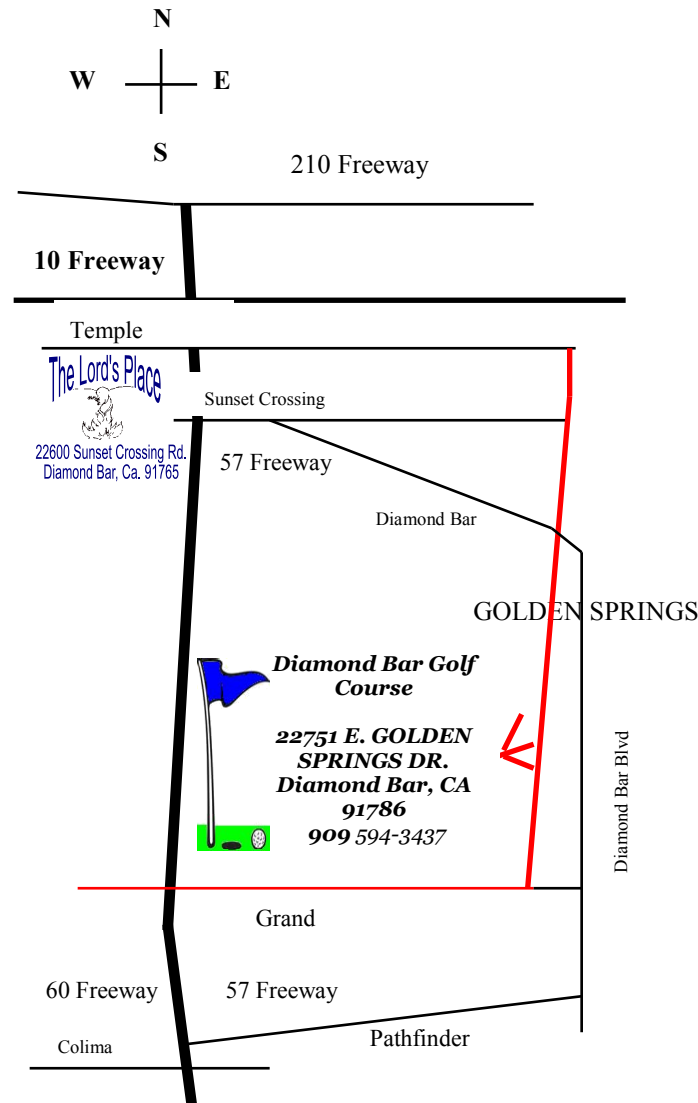 N
W E
S
210 Freeway
10 Freeway
Temple
The Lord's Place
22600 Sunset Crossing Rd.
Diamond Bar, Ca. 91765
Sunset Crossing
57 Freeway
Diamond Bar
GOLDEN SPRINGS
Diamond Bar Golf
Course
22751 E. GOLDEN
SPRINGS DR.
Diamond Bar, CA
91786
909 594-3437
Diamond Bar Blvd
Grand
60 Freeway
57 Freeway
Pathfinder
Colima